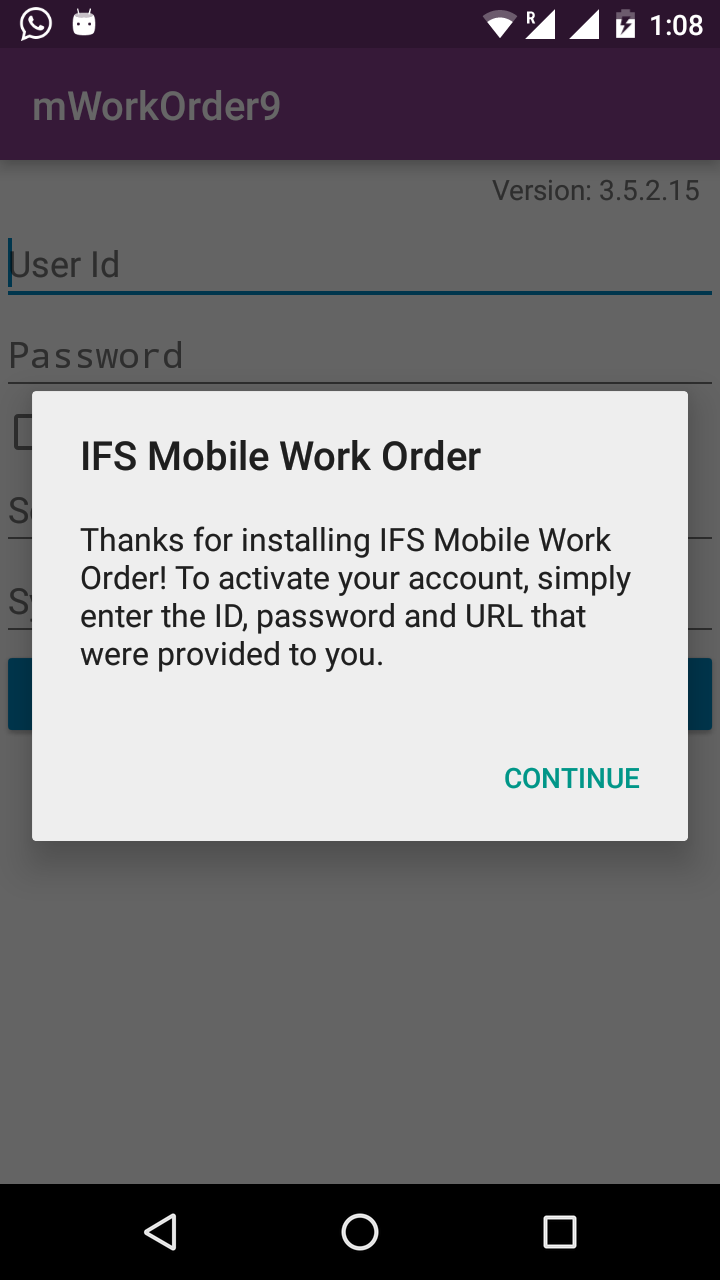 R
1:08
mWorkOrder9
Version: 3.5.2.15
User Id
Password
IFS Mobile Work Order
Thanks for installing IFS Mobile Work
Order! To activate your account, simply
enter the ID, password and URL that
were provided to you.
CONTINUE